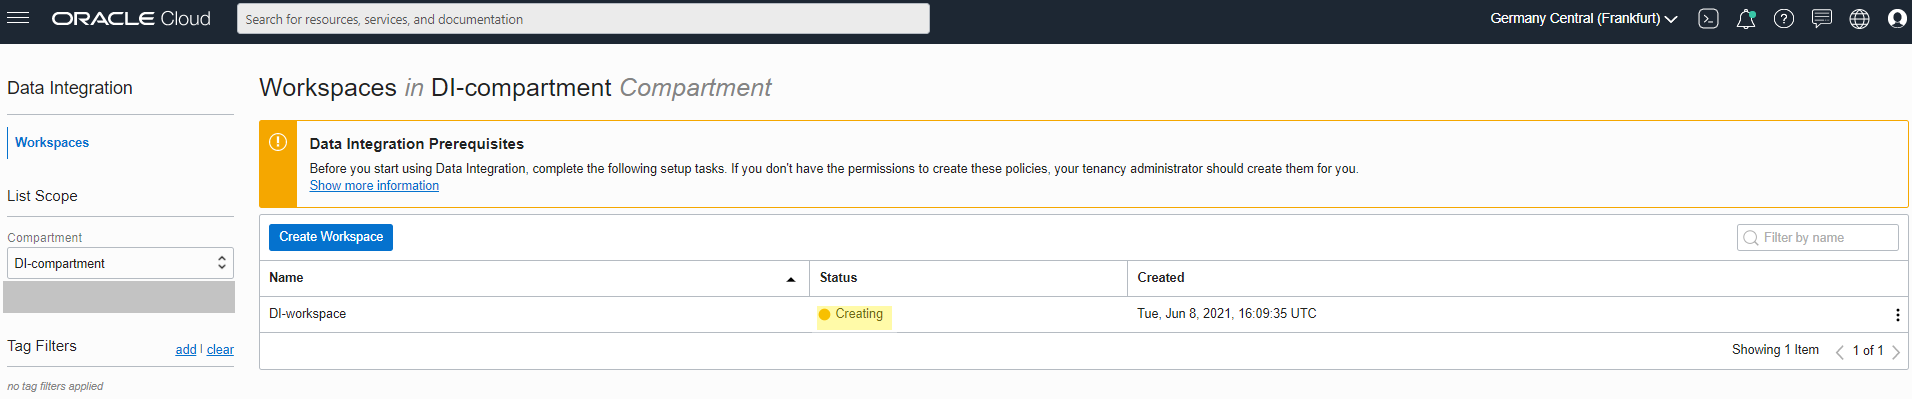 ORACLE Cloud
Search for resources, services, and documentation
Germany Central (Frankfurt)
Data Integration
Workspaces
List Scope
Compartment
DI-compartment
Tag Filters
add | clear
no tag filters applied
Workspaces in DI-compartment Compartment
Data Integration Prerequisites
Before you start using Data Integration, complete the following setup tasks. If you don't have the permissions to create these policies, your tenancy administrator should create them for you.
Show more information
Create Workspace
Filter by name
Name Status Created
DI-workspace Creating Tue, Jun 8, 2021, 16:09:35 UTC
Showing 1 Item 1 of 1